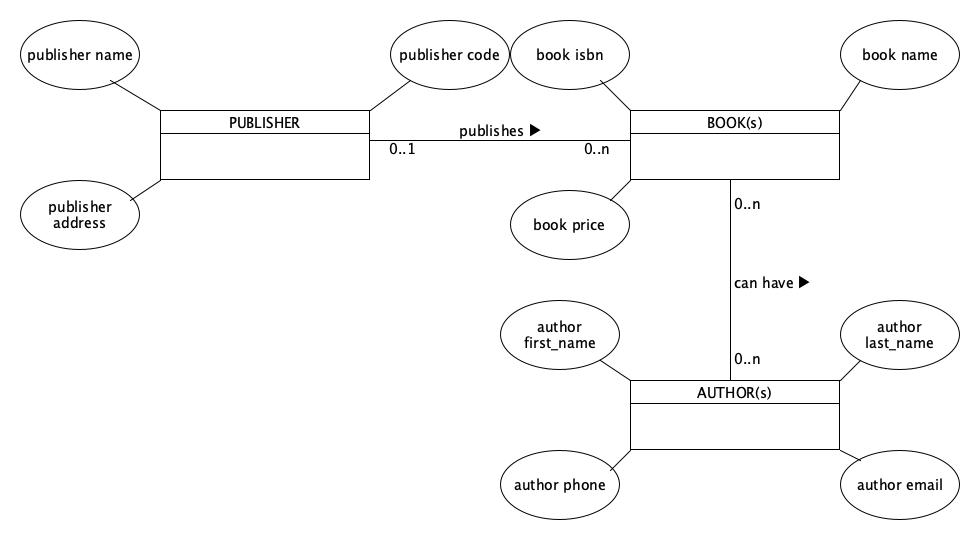 publisher name
publisher code
book isbn
book name
PUBLISHER
BOOK(s)
publishes ▶
0..1
0..n
publisher
address
book price
0..n
can have ▶
0..n
author
first_name
author
last_name
AUTHOR(s)
author phone
author email